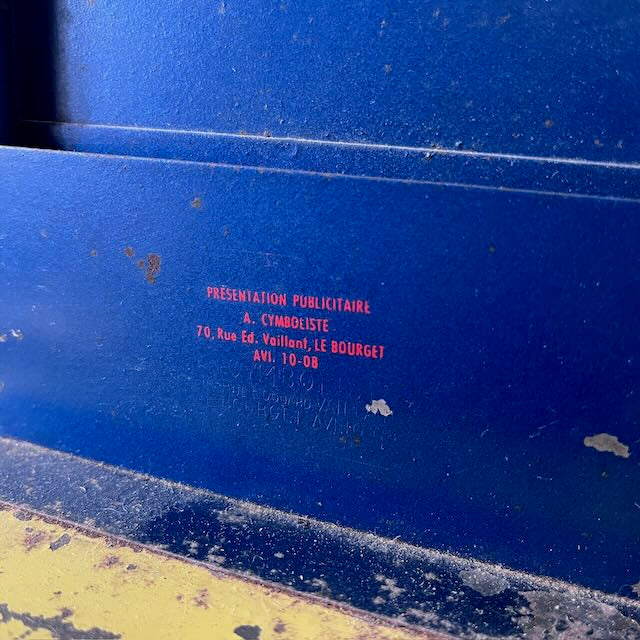 PRÉSENTATION PUBLICITAIRE
A. CYMBOLISTE
70, Rue Ed. Vaillant, LE BOURGET
AVI. 10-08